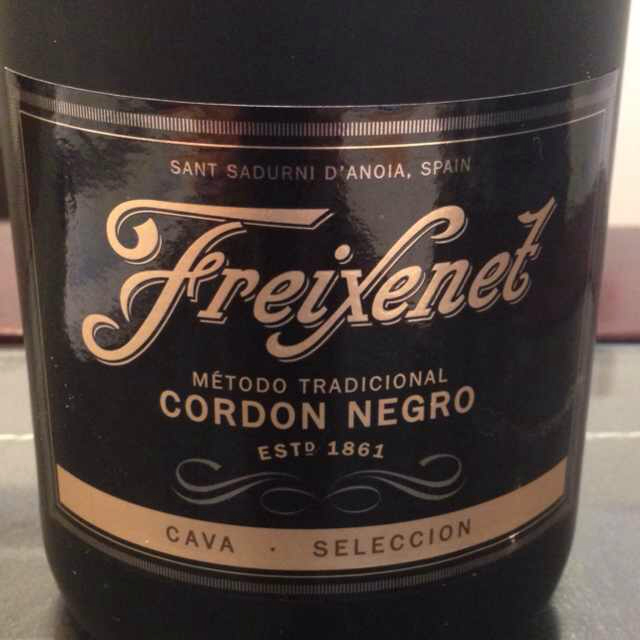 SANT SADURNI D'ANOIA, SPAIN
Freixenet
MÉTODO TRADICIONAL
CORDON NEGRO
ESTD 1861
CAVA · SELECCION